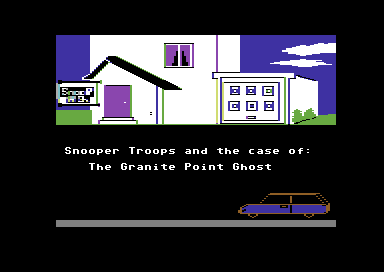 Snooper Troops and the case of:
The Granite Point Ghost